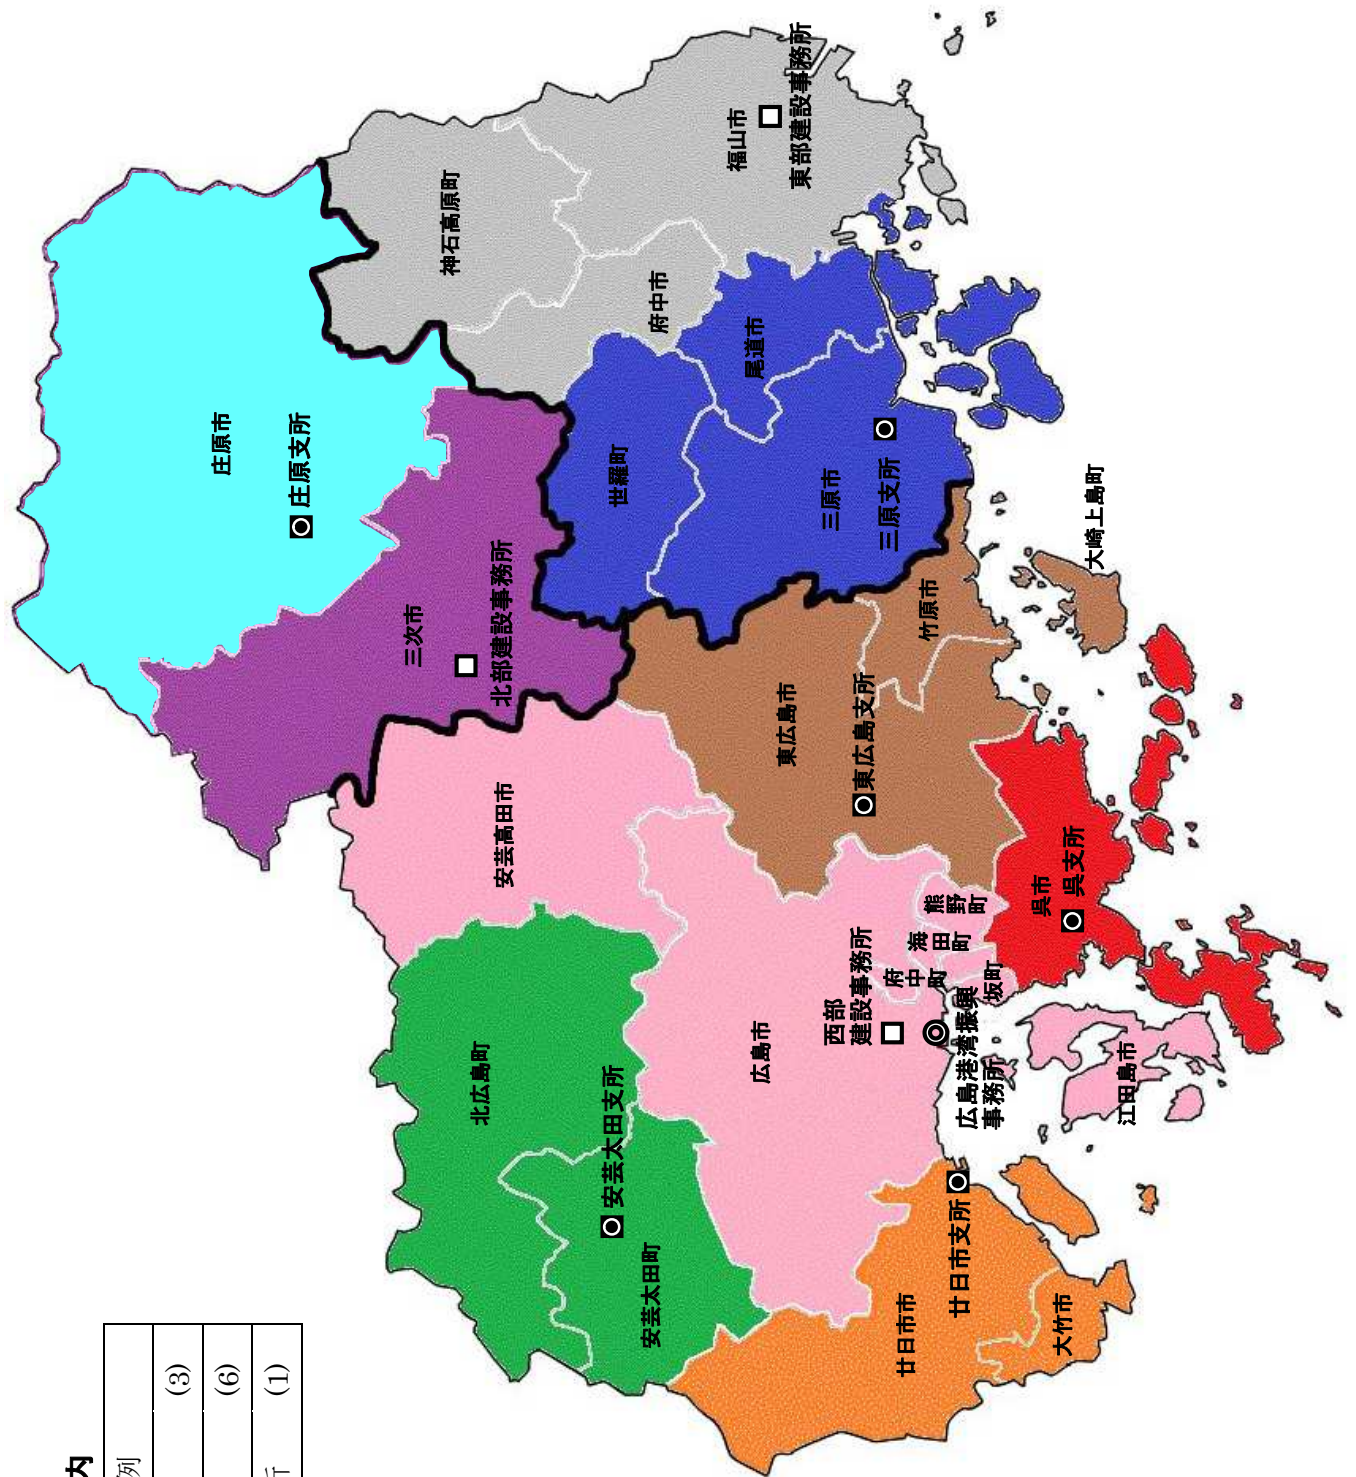 内
例
(3)
(6)
所 (1)
庄原市
庄原支所
三次市
北部建設事務所
神石高原町
府中市
福山市
東部建設事務所
世羅町
尾道市
三原市
三原支所
安芸高田市
東広島市
東広島支所
竹原市
大崎上島町
北広島町
安芸太田支所
安芸太田町
広島市
西部
建設事務所
府中町
海田町
熊野町
坂町
広島港湾振興
事務所
呉市
呉支所
江田島市
廿日市市
廿日市支所
大竹市